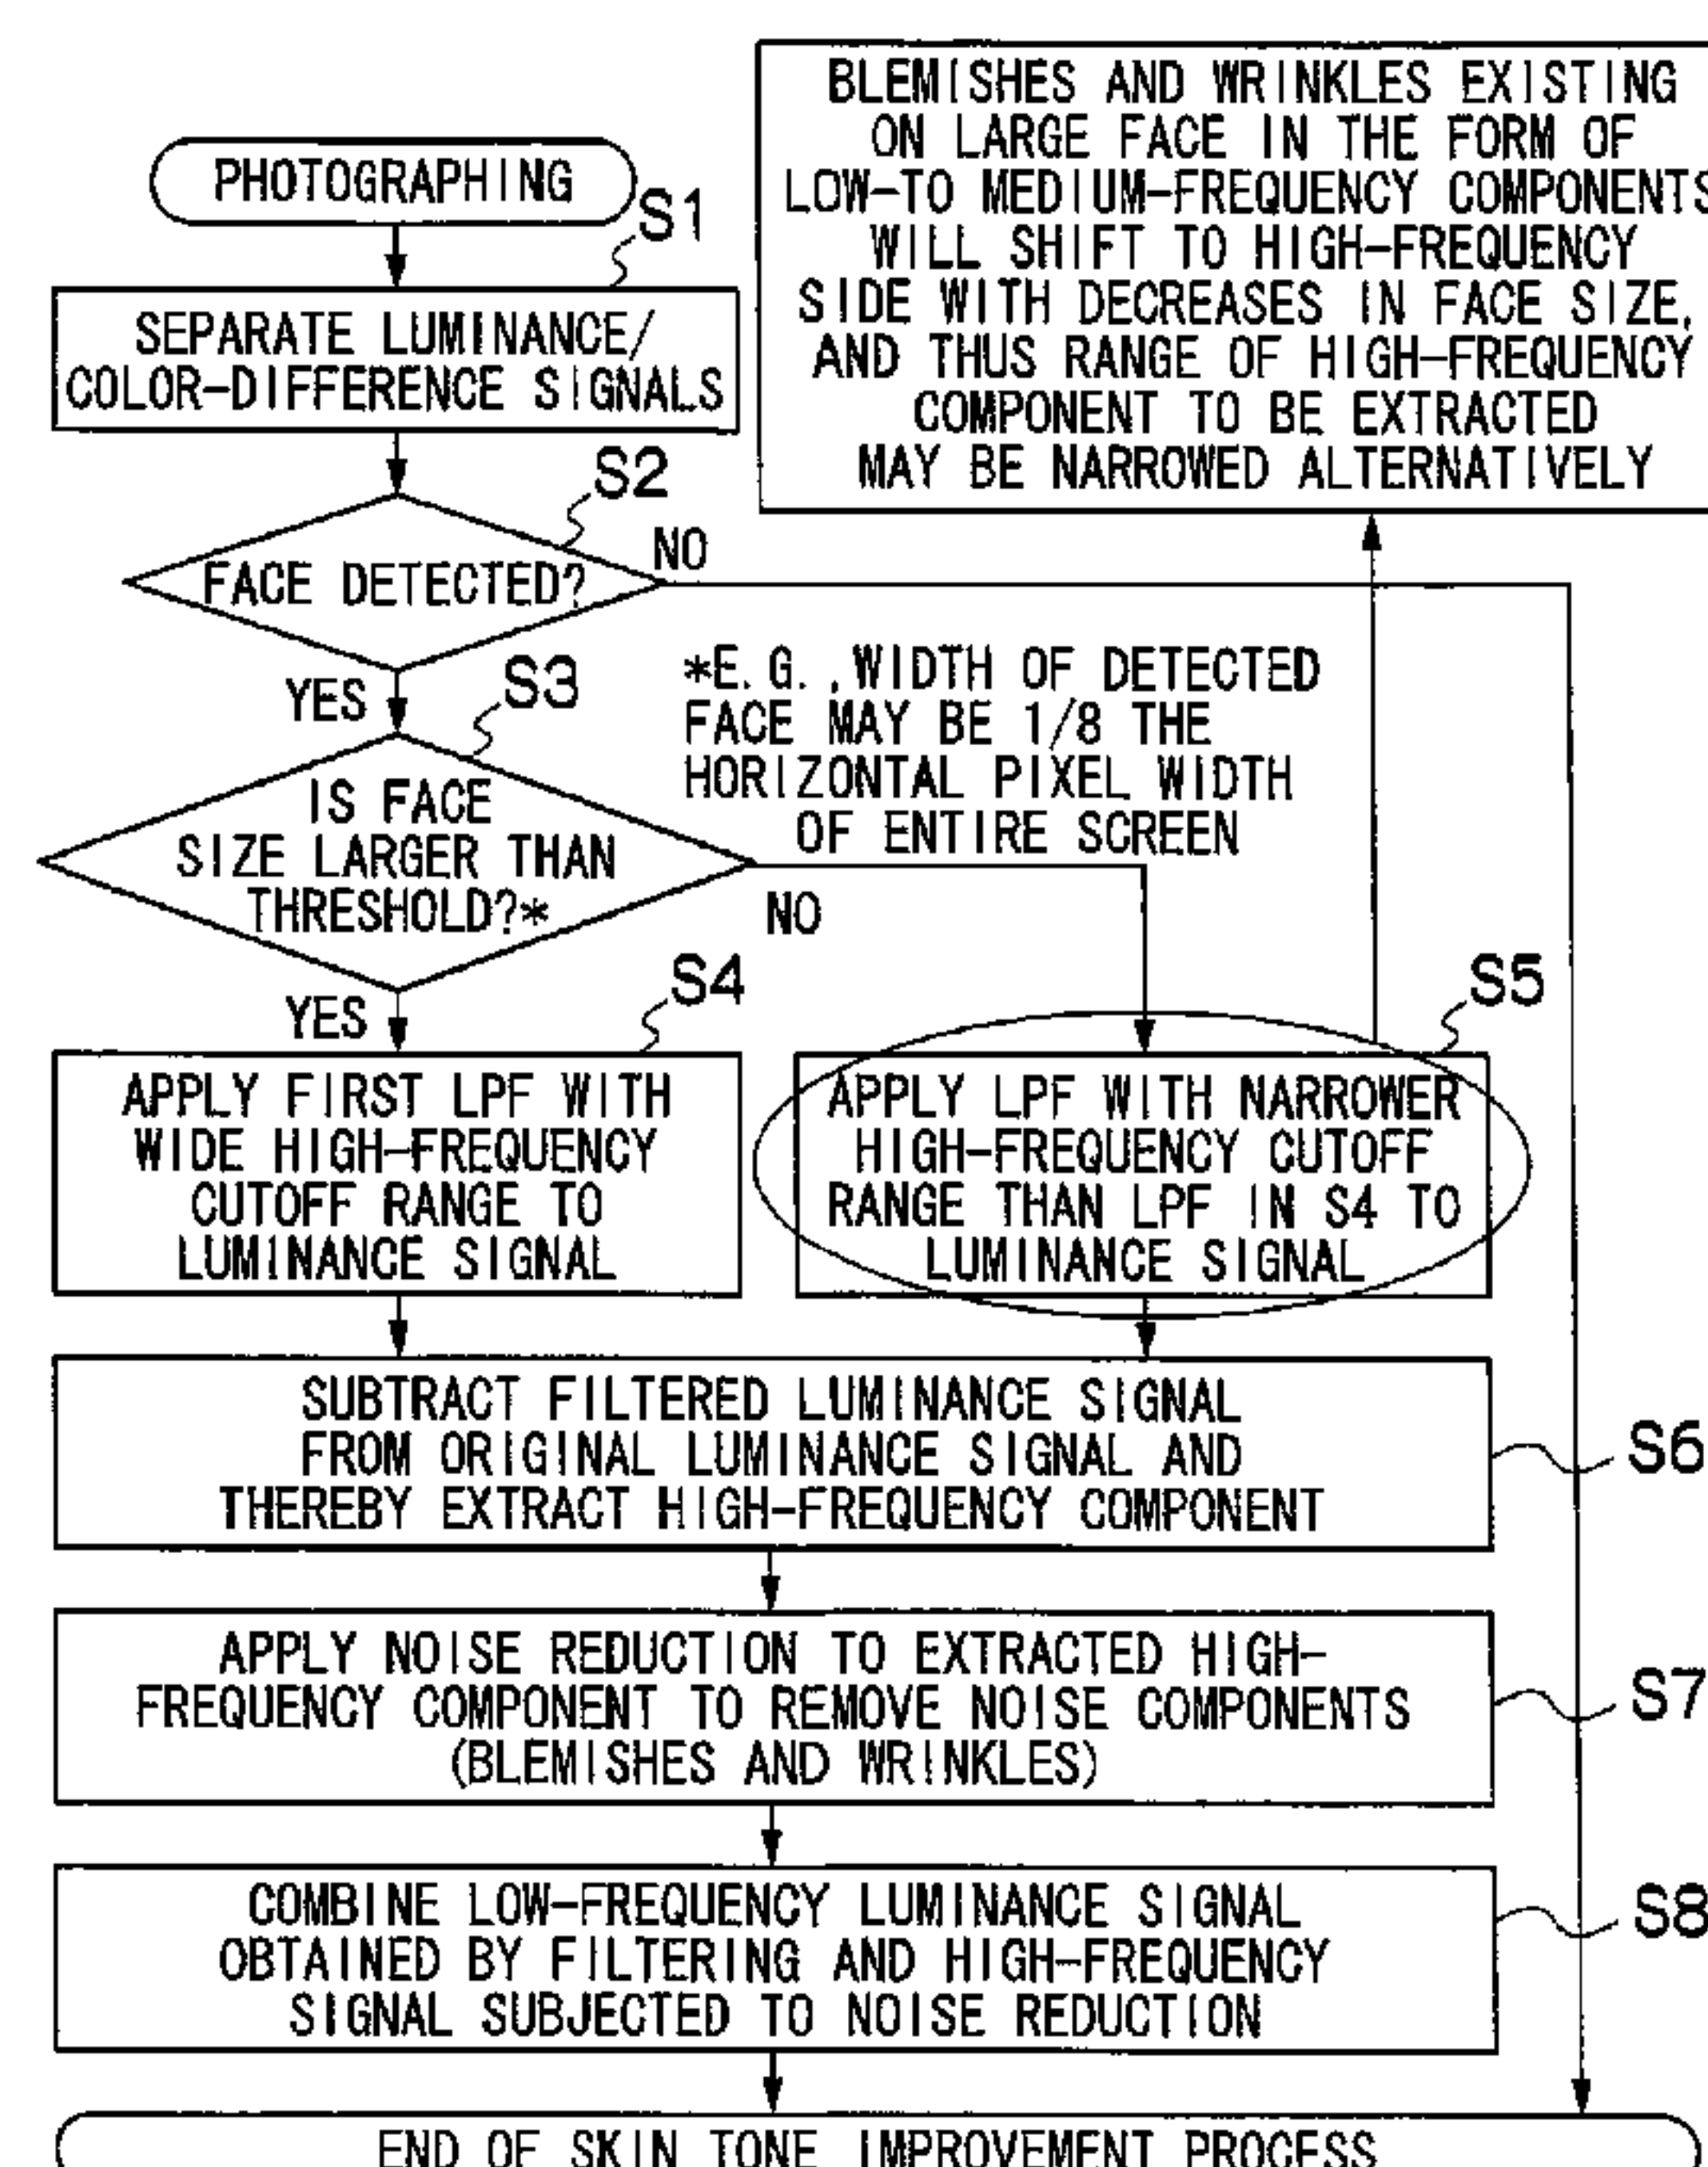 BLEMISHES AND WRINKLES EXISTING
ON LARGE FACE IN THE FORM OF
LOW-TO MEDIUM-FREQUENCY COMPONENTS
WILL SHIFT TO HIGH-FREQUENCY
SIDE WITH DECREASES IN FACE SIZE,
AND THUS RANGE OF HIGH-FREQUENCY
COMPONENT TO BE EXTRACTED
MAY BE NARROWED ALTERNATIVELY
PHOTOGRAPHING
S1
SEPARATE LUMINANCE/
COLOR-DIFFERENCE SIGNALS
S2
FACE DETECTED?
NO
YES
S3
*E.G.,WIDTH OF DETECTED
FACE MAY BE 1/8 THE
HORIZONTAL PIXEL WIDTH
OF ENTIRE SCREEN
IS FACE
SIZE LARGER THAN
THRESHOLD?*
NO
YES
S4
APPLY FIRST LPF WITH
WIDE HIGH-FREQUENCY
CUTOFF RANGE TO
LUMINANCE SIGNAL
S5
APPLY LPF WITH NARROWER
HIGH-FREQUENCY CUTOFF
RANGE THAN LPF IN S4 TO
LUMINANCE SIGNAL
SUBTRACT FILTERED LUMINANCE SIGNAL
FROM ORIGINAL LUMINANCE SIGNAL AND
THEREBY EXTRACT HIGH-FREQUENCY COMPONENT
S6
APPLY NOISE REDUCTION TO EXTRACTED HIGH-
FREQUENCY COMPONENT TO REMOVE NOISE COMPONENTS
(BLEMISHES AND WRINKLES)
S7
COMBINE LOW-FREQUENCY LUMINANCE SIGNAL
OBTAINED BY FILTERING AND HIGH-FREQUENCY
SIGNAL SUBJECTED TO NOISE REDUCTION
S8
END OF SKIN TONE IMPROVEMENT PROCESS